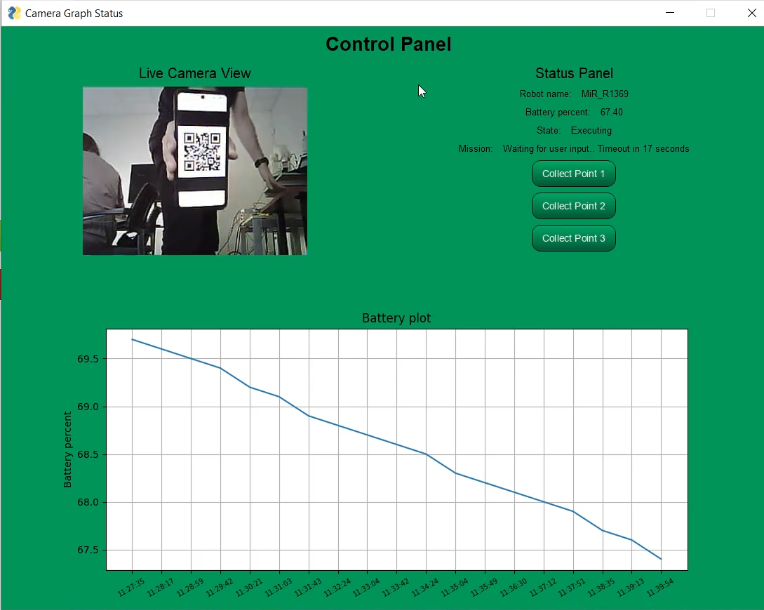 Camera Graph Status
Control Panel
Live Camera View
Status Panel
Robot name: MiR_R1369
Battery percent: 67.40
State: Executing
Mission: Waiting for user input.. Timeout in 17 seconds
Collect Point 1
Collect Point 2
Collect Point 3
Battery plot
Battery percent
69.5
69.0
68.5
68.0
67.5
11:27:35 11:28:17 11:28:59 11:29:42 11:30:21 11:31:03 11:31:43 11:32:24 11:33:04 11:33:42 11:34:24 11:35:04 11:35:49 11:36:30 11:37:12 11:37:51 11:38:35 11:39:13 11:39:54